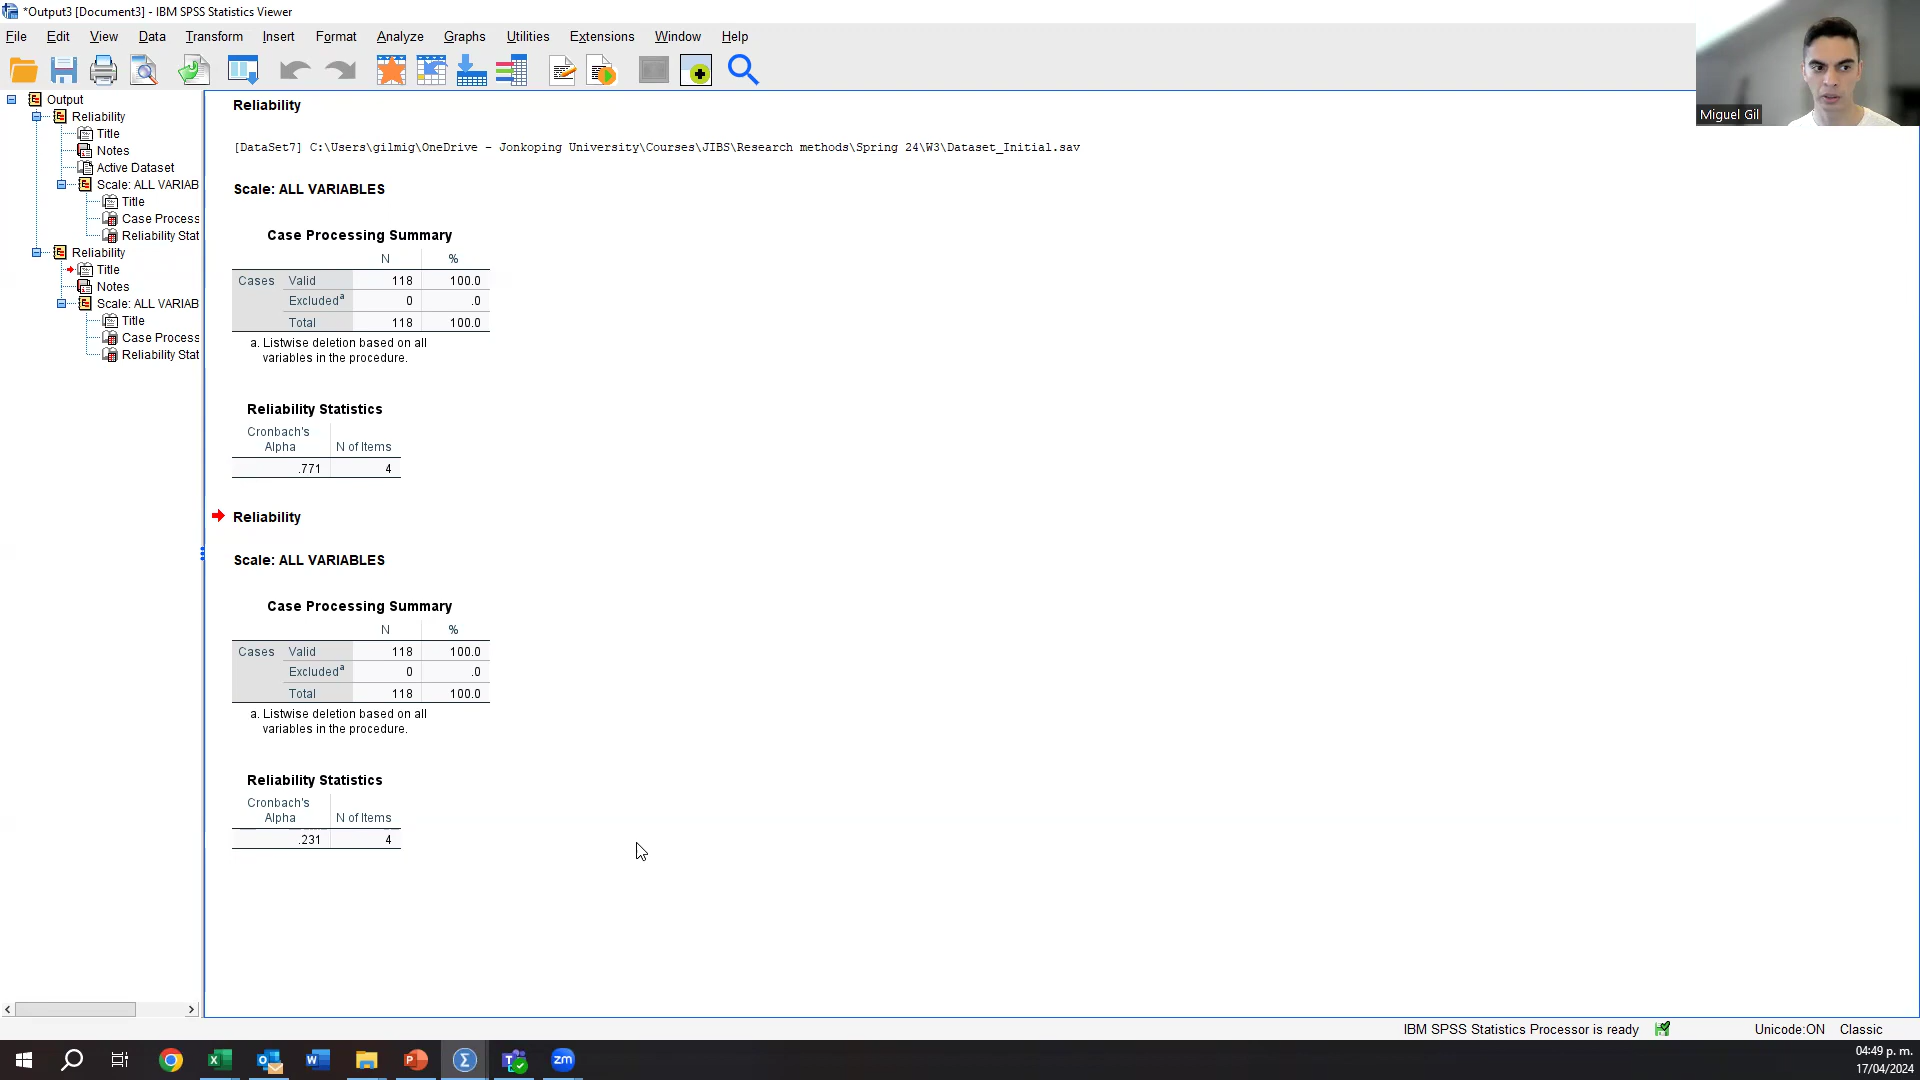 *Output3 [Document3] - IBM SPSS Statistics Viewer
File Edit View Data Transform Insert Format Analyze Graphs Utilities Extensions Window Help
Miguel Gil
Output
Reliability
Title
Notes
Active Dataset
Scale: ALL VARIAB
Title
Case Process
Reliability Stat
Reliability
Title
Notes
Scale: ALL VARIAB
Title
Case Process
Reliability Stat
Reliability
[DataSet7] C:\Users\gilmig\OneDrive - Jonkoping University\Courses\JIBS\Research methods\Spring 24\W3\Dataset_Initial.sav
Scale: ALL VARIABLES
Case Processing Summary
N %
Cases Valid 118 100.0
Excluded^a 0 .0
Total 118 100.0
a. Listwise deletion based on all
variables in the procedure.
Reliability Statistics
Cronbach's
Alpha N of Items
.771 4
Reliability
Scale: ALL VARIABLES
Case Processing Summary
N %
Cases Valid 118 100.0
Excluded^a 0 .0
Total 118 100.0
a. Listwise deletion based on all
variables in the procedure.
Reliability Statistics
Cronbach's
Alpha N of Items
.231 4
IBM SPSS Statistics Processor is ready Unicode:ON Classic
zm
04:49 p. m.
17/04/2024